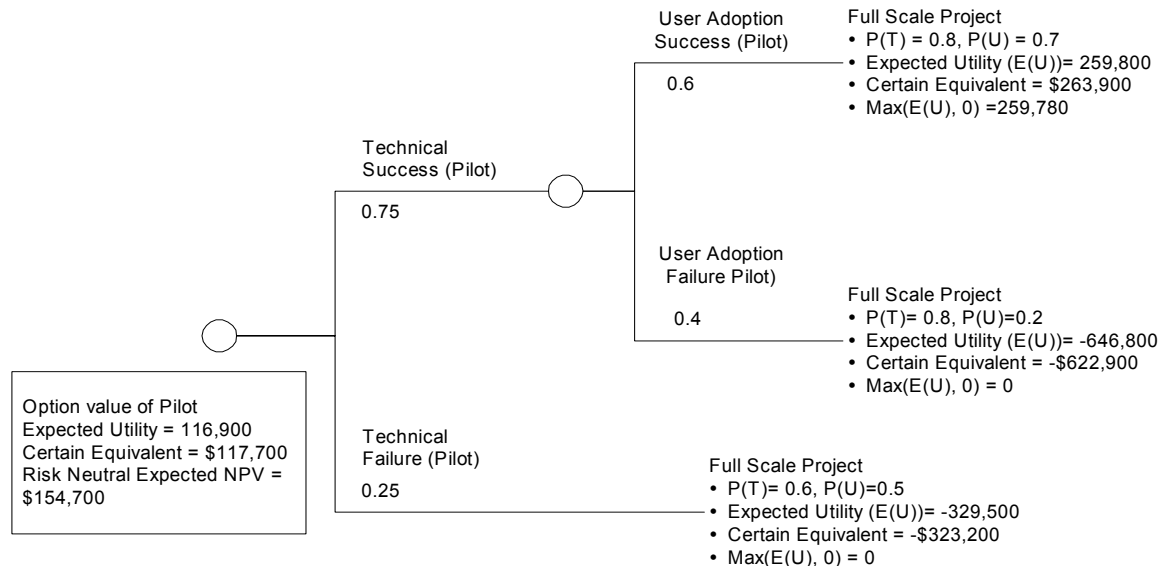 User Adoption
Success (Pilot)
0.6
Full Scale Project
• P(T) = 0.8, P(U) = 0.7
• Expected Utility (E(U))= 259,800
• Certain Equivalent = $263,900
• Max(E(U), 0) =259,780
Technical
Success (Pilot)
0.75
User Adoption
Failure Pilot)
0.4
Full Scale Project
• P(T)= 0.8, P(U)=0.2
• Expected Utility (E(U))= -646,800
• Certain Equivalent = -$622,900
• Max(E(U), 0) = 0
Option value of Pilot
Expected Utility = 116,900
Certain Equivalent = $117,700
Risk Neutral Expected NPV =
$154,700
Technical
Failure (Pilot)
0.25
Full Scale Project
• P(T)= 0.6, P(U)=0.5
• Expected Utility (E(U))= -329,500
• Certain Equivalent = -$323,200
• Max(E(U), 0) = 0